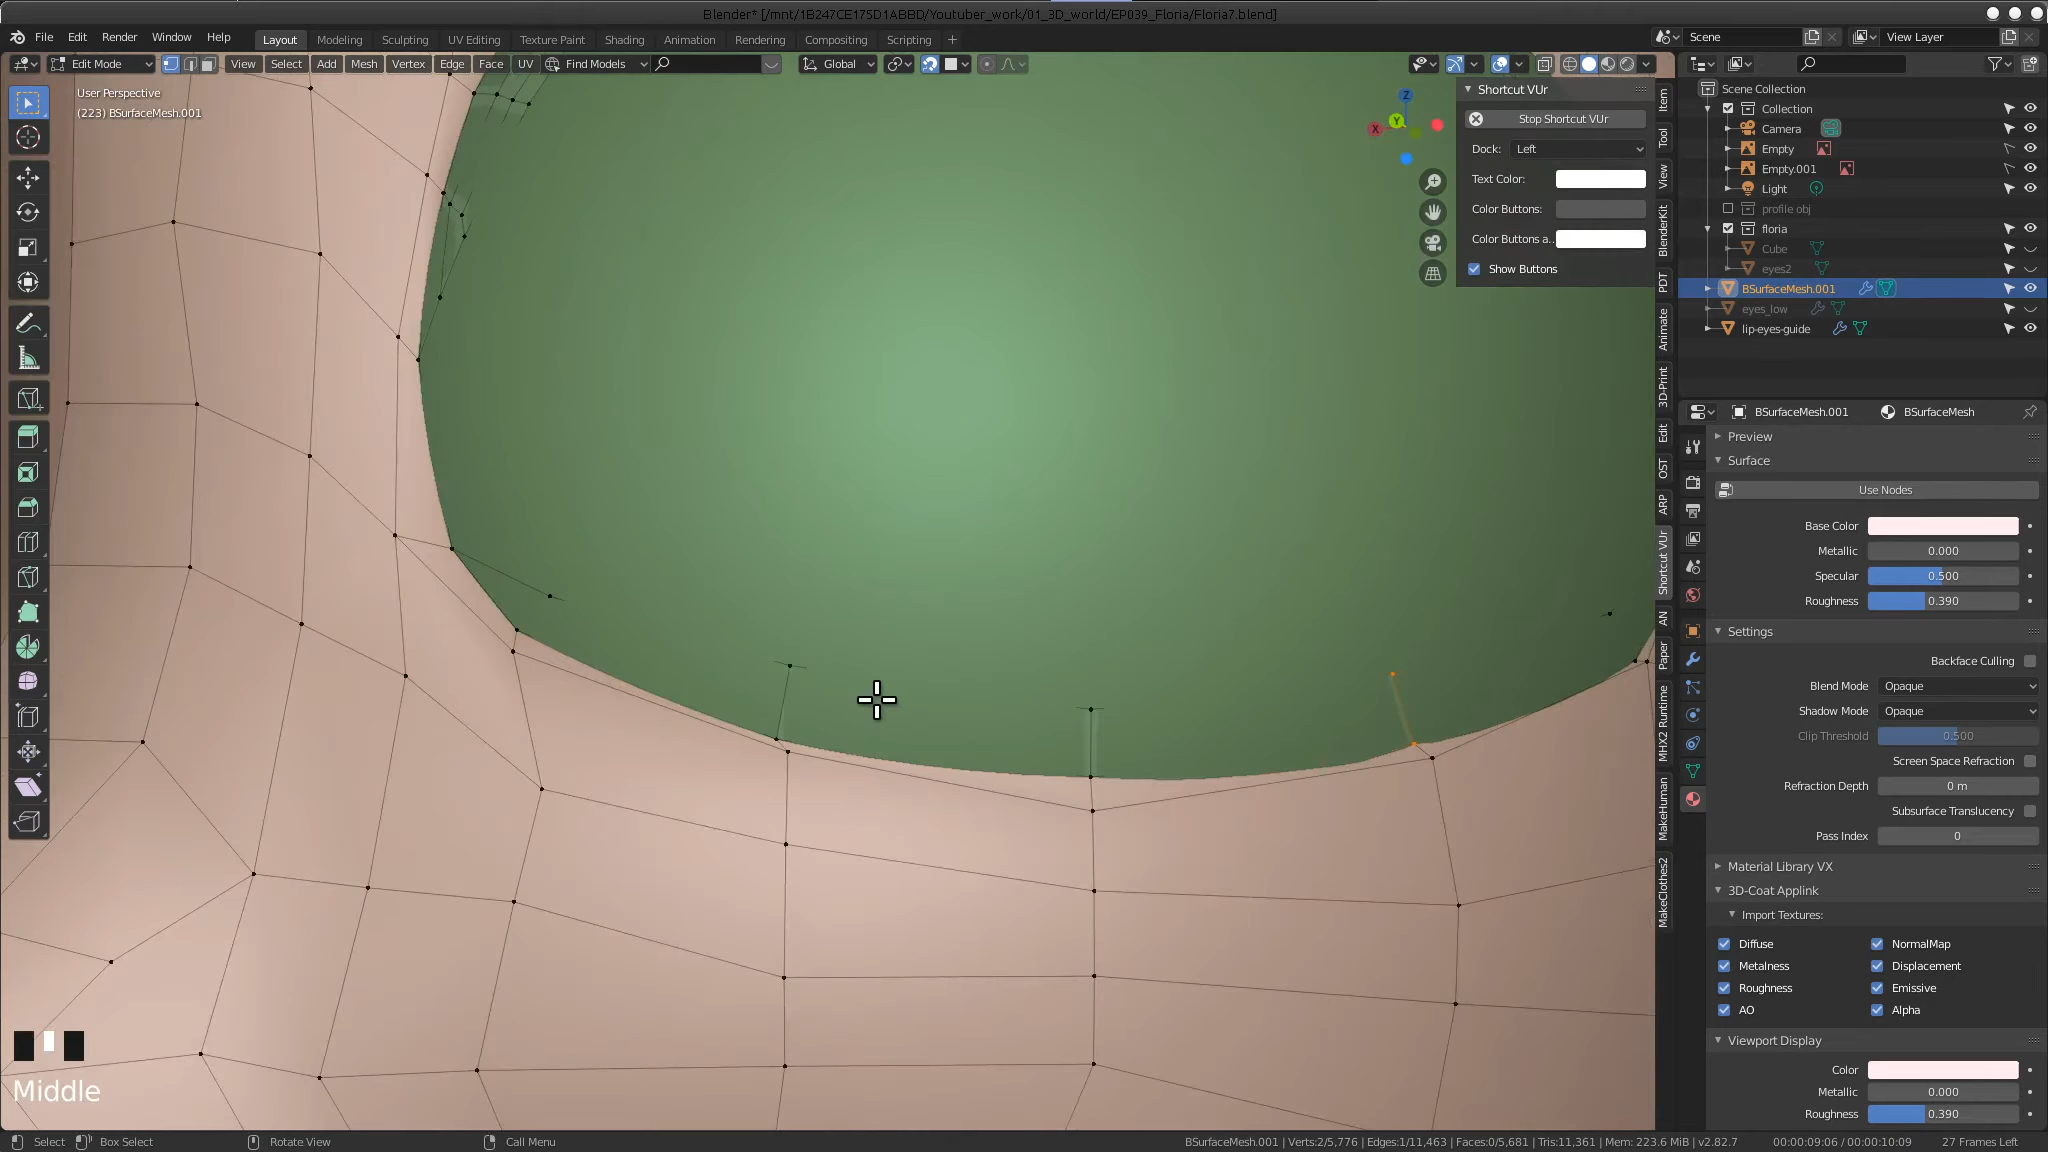 Blender* [/mnt/1B247CE175D1ABBD/Youtuber_work/01_3D_world/EP039_Floria/Floria7.blend]
File Edit Render Window Help Layout Modeling Sculpting UV Editing Texture Paint Shading Animation Rendering Compositing Scripting + Scene View Layer
Edit Mode View Select Add Mesh Vertex Edge Face UV Find Models Global
User Perspective
(223) BSurfaceMesh.001
Z
X
Y
Shortcut VUr
Stop Shortcut VUr
Dock: Left
Text Color:
Color Buttons:
Color Buttons a..
Show Buttons
Item
Tool
View
BlenderKit
PDT
Animate
3D-Print
Edit
OST
ARP
Shortcut VUr
AN
Paper
MHX2 Runtime
MakeHuman
MakeClothes2
Scene Collection
Collection
Camera
Empty
Empty.001
Light
profile obj
floria
Cube
eyes2
BSurfaceMesh.001
eyes_low
lip-eyes-guide
BSurfaceMesh.001 BSurfaceMesh
Preview
Surface
Use Nodes
Base Color
Metallic 0.000
Specular 0.500
Roughness 0.390
Settings
Backface Culling
Blend Mode Opaque
Shadow Mode Opaque
Clip Threshold 0.500
Screen Space Refraction
Refraction Depth 0 m
Subsurface Translucency
Pass Index 0
Material Library VX
3D-Coat Applink
Import Textures:
Diffuse NormalMap
Metalness Displacement
Roughness Emissive
AO Alpha
Viewport Display
Color
Metallic 0.000
Roughness 0.390
Middle
Select Box Select Rotate View Call Menu BSurfaceMesh.001 | Verts:2/5,776 | Edges:1/11,463 | Faces:0/5,681 | Tris:11,361 | Mem: 223.6 MiB | v2.82.7 00:00:09:06 / 00:00:10:09 27 Frames Left